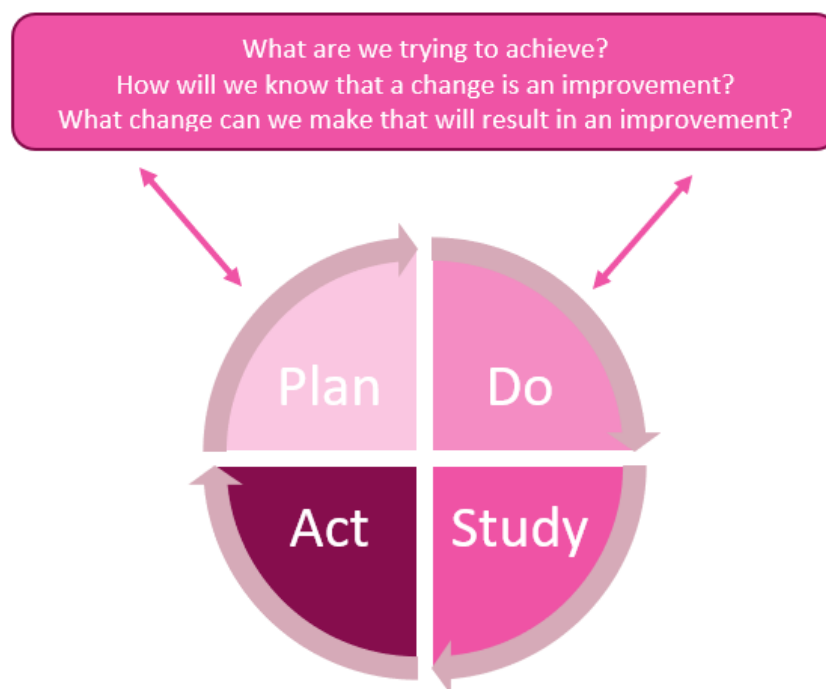 What are we trying to achieve?
How will we know that a change is an improvement?
What change can we make that will result in an improvement?
Plan
Do
Act
Study